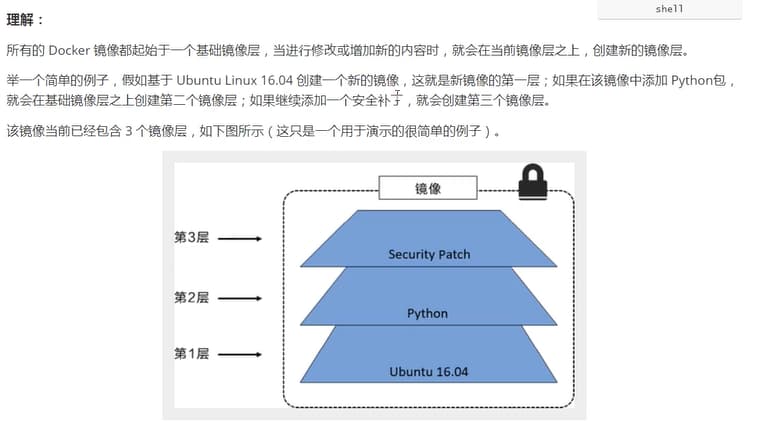 shell
理解：
所有的 Docker 镜像都起始于一个基础镜像层，当进行修改或增加新的内容时，就会在当前镜像层之上，创建新的镜像层。
举一个简单的例子，假如基于 Ubuntu Linux 16.04 创建一个新的镜像，这就是新镜像的第一层；如果在该镜像中添加 Python包，
就会在基础镜像层之上创建第二个镜像层；如果继续添加一个安全补丁，就会创建第三个镜像层。
该镜像当前已经包含 3 个镜像层，如下图所示（这只是一个用于演示的很简单的例子）。
镜像
第3层
Security Patch
第2层
Python
第1层
Ubuntu 16.04